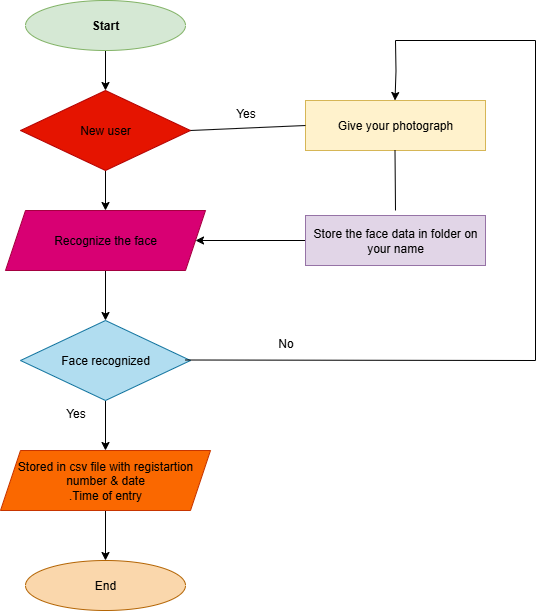 Start
New user
Yes
Give your photograph
Recognize the face
Store the face data in folder on
your name
Face recognized
No
Yes
Stored in csv file with registartion
number & date
.Time of entry
End